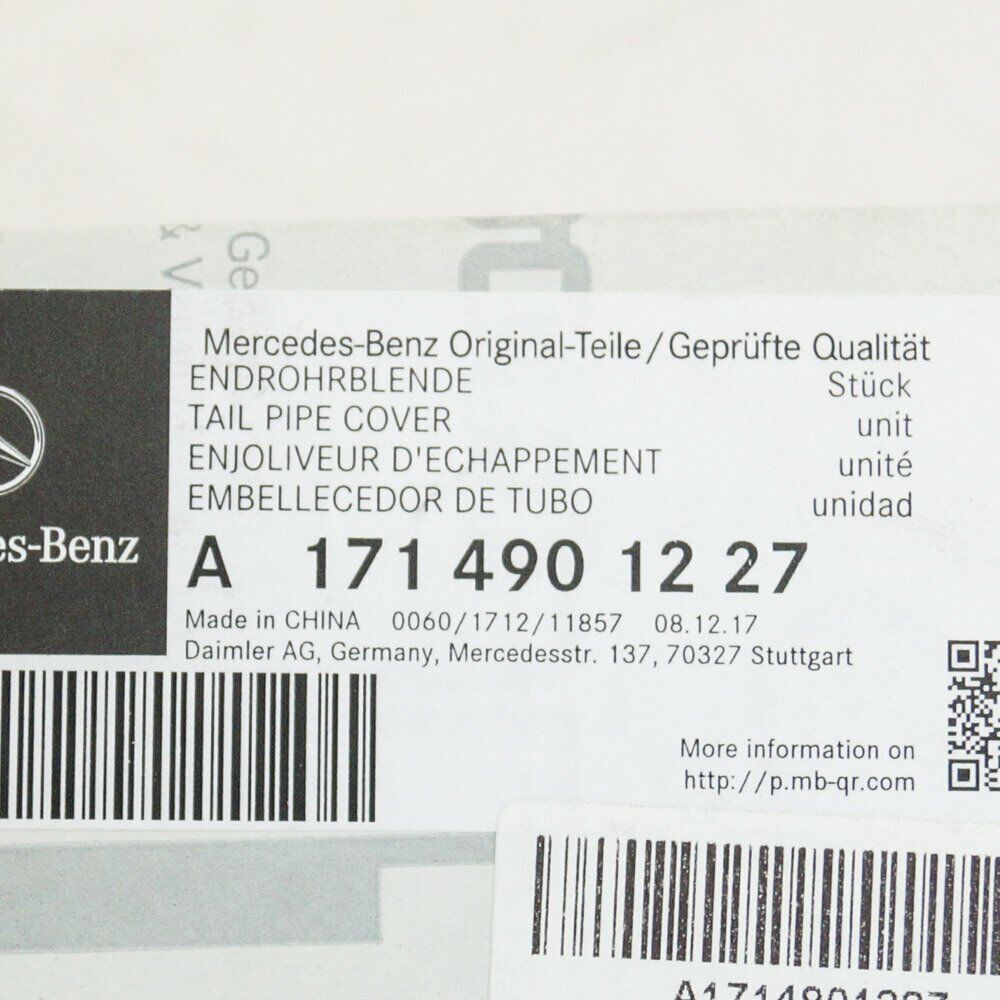 Ge
& V
Mercedes-Benz Original-Teile/Geprüfte Qualität
ENDROHRBLENDE Stück
TAIL PIPE COVER unit
ENJOLIVEUR D'ECHAPPEMENT unité
EMBELLECEDOR DE TUBO unidad
es-Benz
A 171 490 12 27
Made in CHINA 0060/1712/11857 08.12.17
Daimler AG, Germany, Mercedesstr. 137, 70327 Stuttgart
More information on
http://p.mb-qr.com
A1714901227